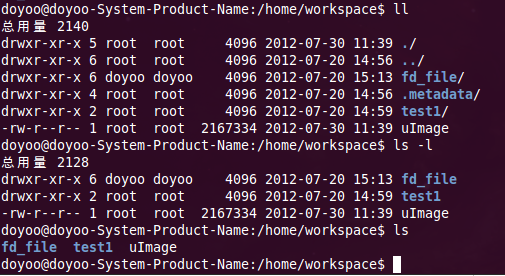 doyoo@doyoo-System-Product-Name:/home/workspace$ ll
总用量 2140
drwxr-xr-x 5 root  root     4096 2012-07-30 11:39 ./
drwxr-xr-x 6 root  root     4096 2012-07-20 14:56 ../
drwxr-xr-x 6 doyoo doyoo    4096 2012-07-20 15:13 fd_file/
drwxr-xr-x 4 root  root     4096 2012-07-20 14:56 .metadata/
drwxr-xr-x 2 root  root     4096 2012-07-20 14:59 test1/
-rw-r--r-- 1 root  root  2167334 2012-07-30 11:39 uImage
doyoo@doyoo-System-Product-Name:/home/workspace$ ls -l
总用量 2128
drwxr-xr-x 6 doyoo doyoo    4096 2012-07-20 15:13 fd_file
drwxr-xr-x 2 root  root     4096 2012-07-20 14:59 test1
-rw-r--r-- 1 root  root  2167334 2012-07-30 11:39 uImage
doyoo@doyoo-System-Product-Name:/home/workspace$ ls
fd_file  test1  uImage
doyoo@doyoo-System-Product-Name:/home/workspace$